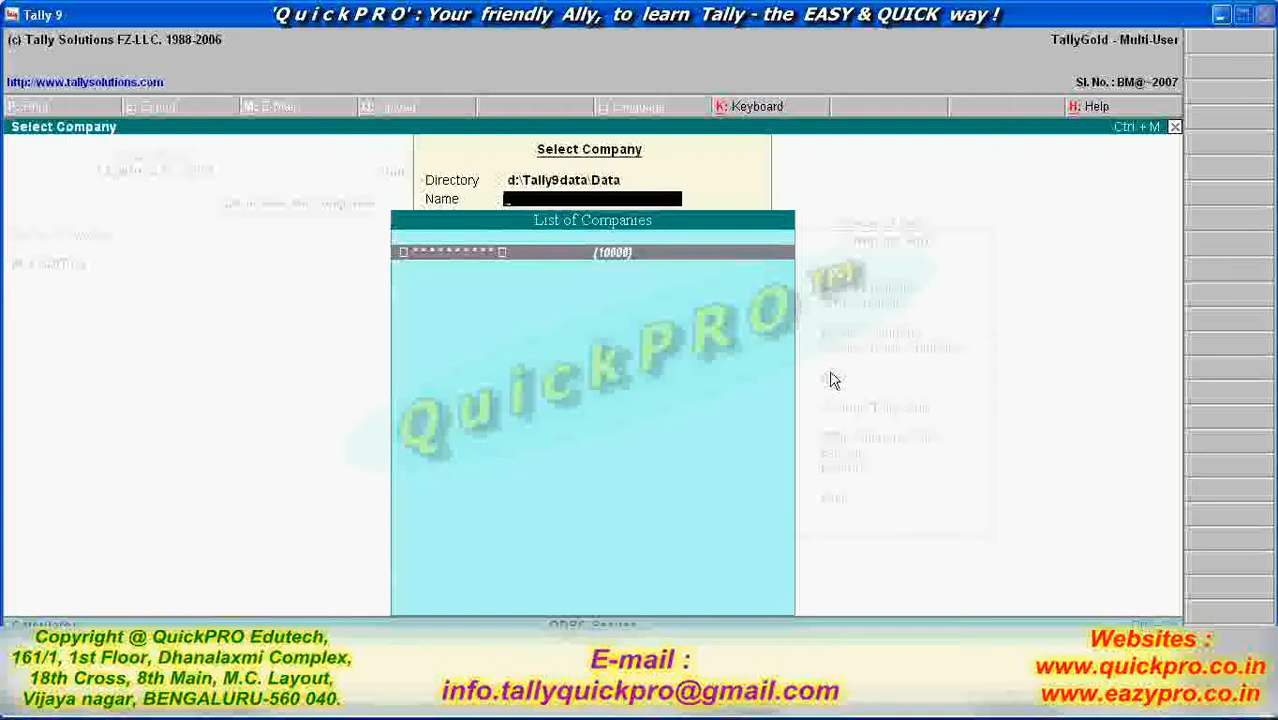 Tally 9
'QuickPRO' : Your friendly Ally, to learn Tally - the EASY & QUICK way !
(c) Tally Solutions FZ-LLC, 1988-2006
TallyGold - Multi-User
http://www.tallysolutions.com
Sl. No. : BM@~2007
K: Keyboard
H: Help
Select Company
Ctrl + M
Select Company
Directory : d:\Tally9data\Data
Name
List of Companies
********** (10000)
QuickPRO™
Copyright @ QuickPRO Edutech,
161/1, 1st Floor, Dhanalaxmi Complex,
18th Cross, 8th Main, M.C. Layout,
Vijaya nagar, BENGALURU-560 040.
E-mail :
info.tallyquickpro@gmail.com
Websites :
www.quickpro.co.in
www.eazypro.co.in